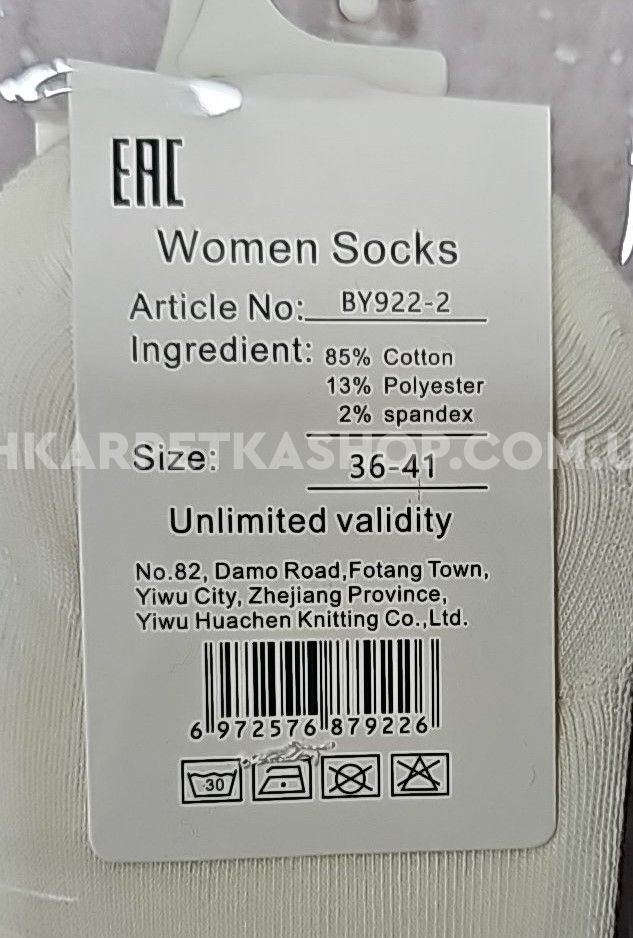 EAC
Women Socks
Article No: BY922-2
Ingredient: 85% Cotton
13% Polyester
2% spandex
HKARPETKASHOP.COM.U
Size: 36-41
Unlimited validity
No.82, Damo Road,Fotang Town,
Yiwu City, Zhejiang Province,
Yiwu Huachen Knitting Co.,Ltd.
6 972576 879226
30